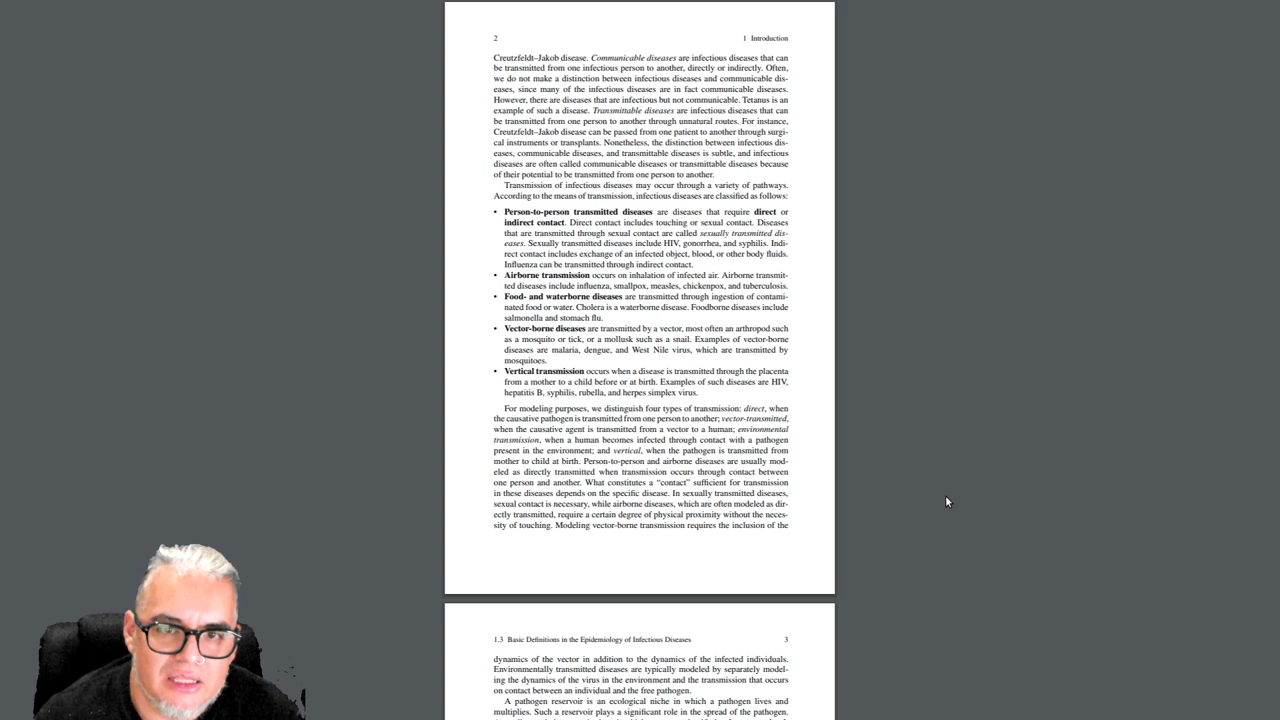 2
1 Introduction
Creutzfeldt–Jakob disease. Communicable diseases are infectious diseases that can
be transmitted from one infectious person to another, directly or indirectly. Often,
we do not make a distinction between infectious diseases and communicable dis-
eases, since many of the infectious diseases are in fact communicable diseases.
However, there are diseases that are infectious but not communicable. Tetanus is an
example of such a disease. Transmittable diseases are infectious diseases that can
be transmitted from one person to another through unnatural routes. For instance,
Creutzfeldt–Jakob disease can be passed from one patient to another through surgi-
cal instruments or transplants. Nonetheless, the distinction between infectious dis-
eases, communicable diseases, and transmittable diseases is subtle, and infectious
diseases are often called communicable diseases or transmittable diseases because
of their potential to be transmitted from one person to another.
Transmission of infectious diseases may occur through a variety of pathways.
According to the means of transmission, infectious diseases are classified as follows:
• Person-to-person transmitted diseases are diseases that require direct or
indirect contact. Direct contact includes touching or sexual contact. Diseases
that are transmitted through sexual contact are called sexually transmitted dis-
eases. Sexually transmitted diseases include HIV, gonorrhea, and syphilis. Indi-
rect contact includes exchange of an infected object, blood, or other body fluids.
Influenza can be transmitted through indirect contact.
• Airborne transmission occurs on inhalation of infected air. Airborne transmit-
ted diseases include influenza, smallpox, measles, chickenpox, and tuberculosis.
• Food- and waterborne diseases are transmitted through ingestion of contami-
nated food or water. Cholera is a waterborne disease. Foodborne diseases include
salmonella and stomach flu.
• Vector-borne diseases are transmitted by a vector, most often an arthropod such
as a mosquito or tick, or a mollusk such as a snail. Examples of vector-borne
diseases are malaria, dengue, and West Nile virus, which are transmitted by
mosquitoes.
• Vertical transmission occurs when a disease is transmitted through the placenta
from a mother to a child before or at birth. Examples of such diseases are HIV,
hepatitis B, syphilis, rubella, and herpes simplex virus.
For modeling purposes, we distinguish four types of transmission: direct, when
the causative pathogen is transmitted from one person to another; vector-transmitted,
when the causative agent is transmitted from a vector to a human; environmental
transmission, when a human becomes infected through contact with a pathogen
present in the environment; and vertical, when the pathogen is transmitted from
mother to child at birth. Person-to-person and airborne diseases are usually mod-
eled as directly transmitted when transmission occurs through contact between
one person and another. What constitutes a “contact” sufficient for transmission
in these diseases depends on the specific disease. In sexually transmitted diseases,
sexual contact is necessary, while airborne diseases, which are often modeled as dir-
ectly transmitted, require a certain degree of physical proximity without the neces-
sity of touching. Modeling vector-borne transmission requires the inclusion of the
1.3 Basic Definitions in the Epidemiology of Infectious Diseases
3
dynamics of the vector in addition to the dynamics of the infected individuals.
Environmentally transmitted diseases are typically modeled by separately model-
ing the dynamics of the virus in the environment and the transmission that occurs
on contact between an individual and the free pathogen.
A pathogen reservoir is an ecological niche in which a pathogen lives and
multiplies. Such a reservoir plays a significant role in the spread of the pathogen.